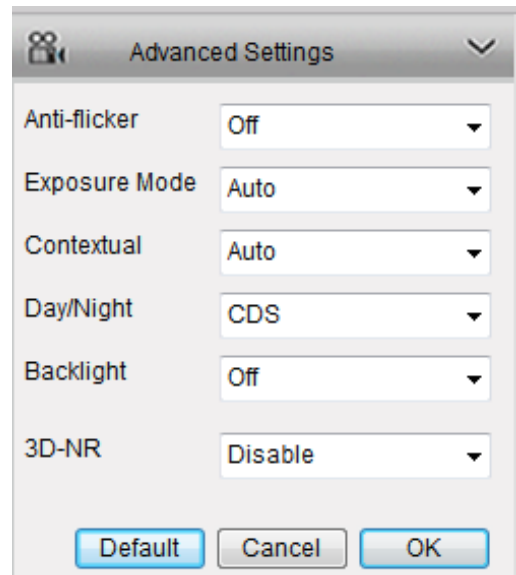 Advanced Settings
Anti-flicker Off
Exposure Mode Auto
Contextual Auto
Day/Night CDS
Backlight Off
3D-NR Disable
Default Cancel OK